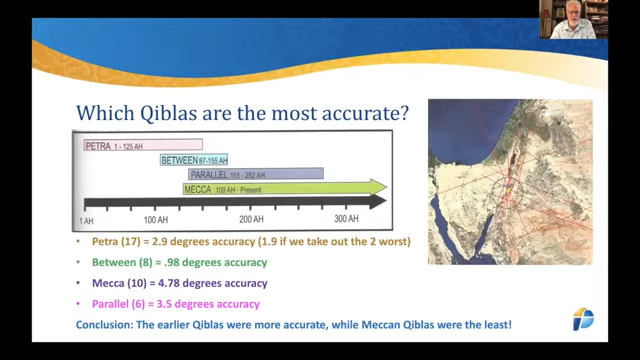 Which Qiblas are the most accurate?
PETRA 1 - 125 AH
BETWEEN 87-155 AH
PARALLEL 115 - 252 AH
MECCA 109 AH - Present
1 AH 100 AH 200 AH 300 AH
• Petra (17) = 2.9 degrees accuracy (1.9 if we take out the 2 worst)
• Between (8) = .98 degrees accuracy
• Mecca (10) = 4.78 degrees accuracy
• Parallel (6) = 3.5 degrees accuracy
Conclusion: The earlier Qiblas were more accurate, while Meccan Qiblas were the least!